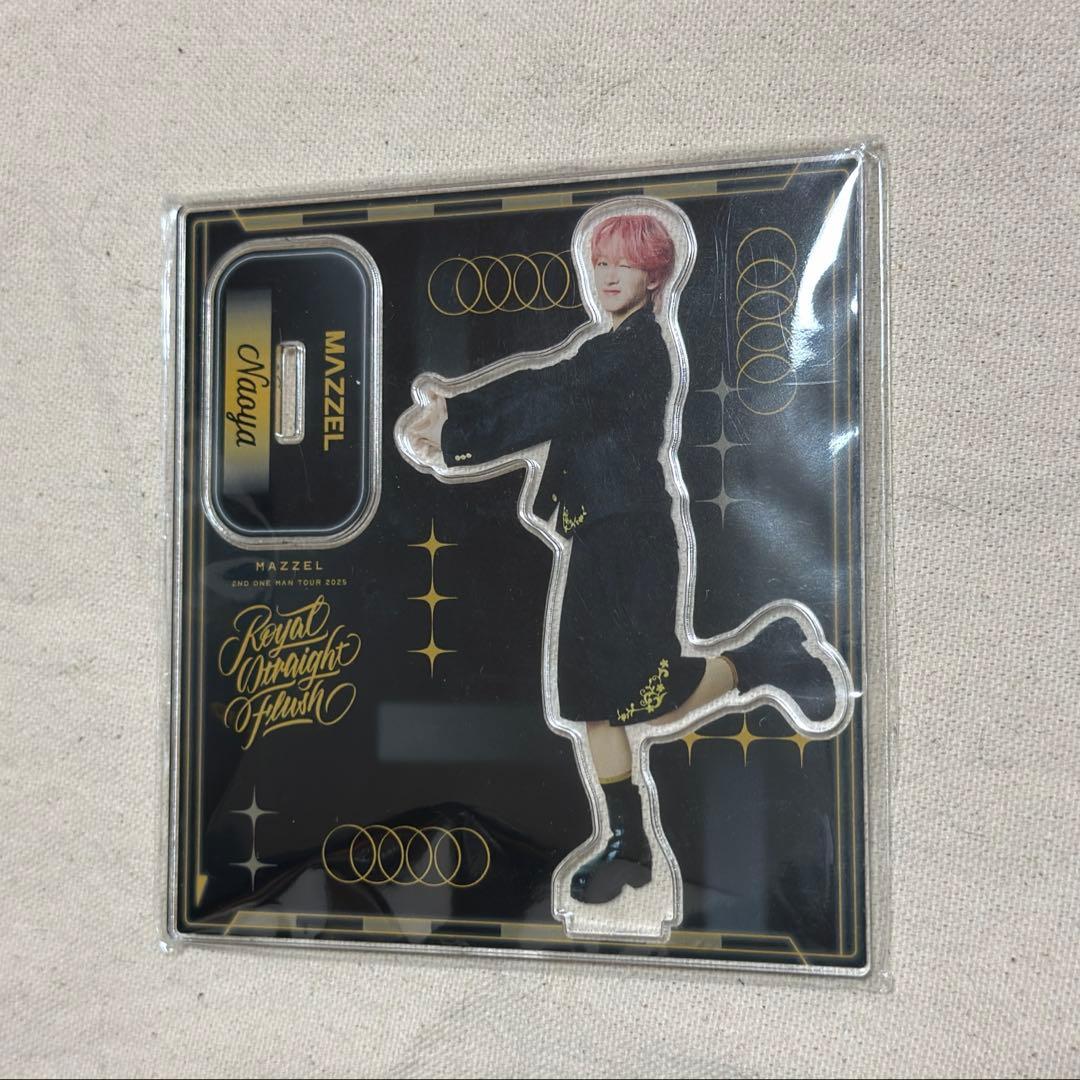 MAZZEL
Naoya
MAZZEL
2ND ONE MAN TOUR 2025
Royal
Straight
Flush